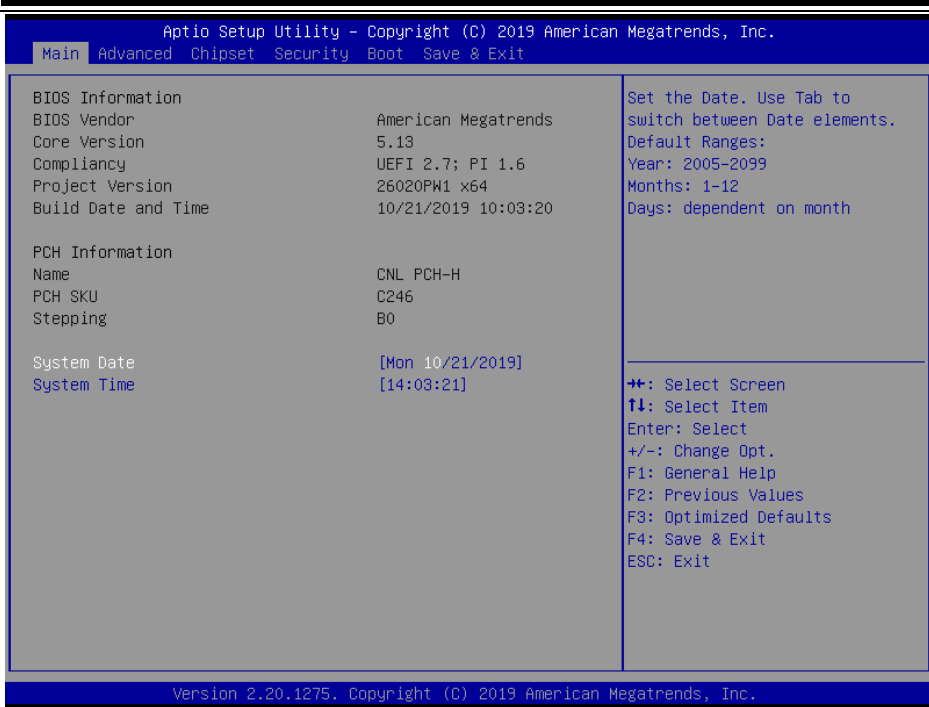 Aptio Setup Utility – Copyright (C) 2019 American Megatrends, Inc.
Main Advanced Chipset Security Boot Save & Exit
BIOS Information
BIOS Vendor American Megatrends
Core Version 5.13
Compliancy UEFI 2.7; PI 1.6
Project Version 26020PW1 x64
Build Date and Time 10/21/2019 10:03:20
PCH Information
Name CNL PCH-H
PCH SKU C246
Stepping B0
System Date [Mon 10/21/2019]
System Time [14:03:21]
Set the Date. Use Tab to
switch between Date elements.
Default Ranges:
Year: 2005-2099
Months: 1-12
Days: dependent on month
→←: Select Screen
↑↓: Select Item
Enter: Select
+/-: Change Opt.
F1: General Help
F2: Previous Values
F3: Optimized Defaults
F4: Save & Exit
ESC: Exit
Version 2.20.1275. Copyright (C) 2019 American Megatrends, Inc.